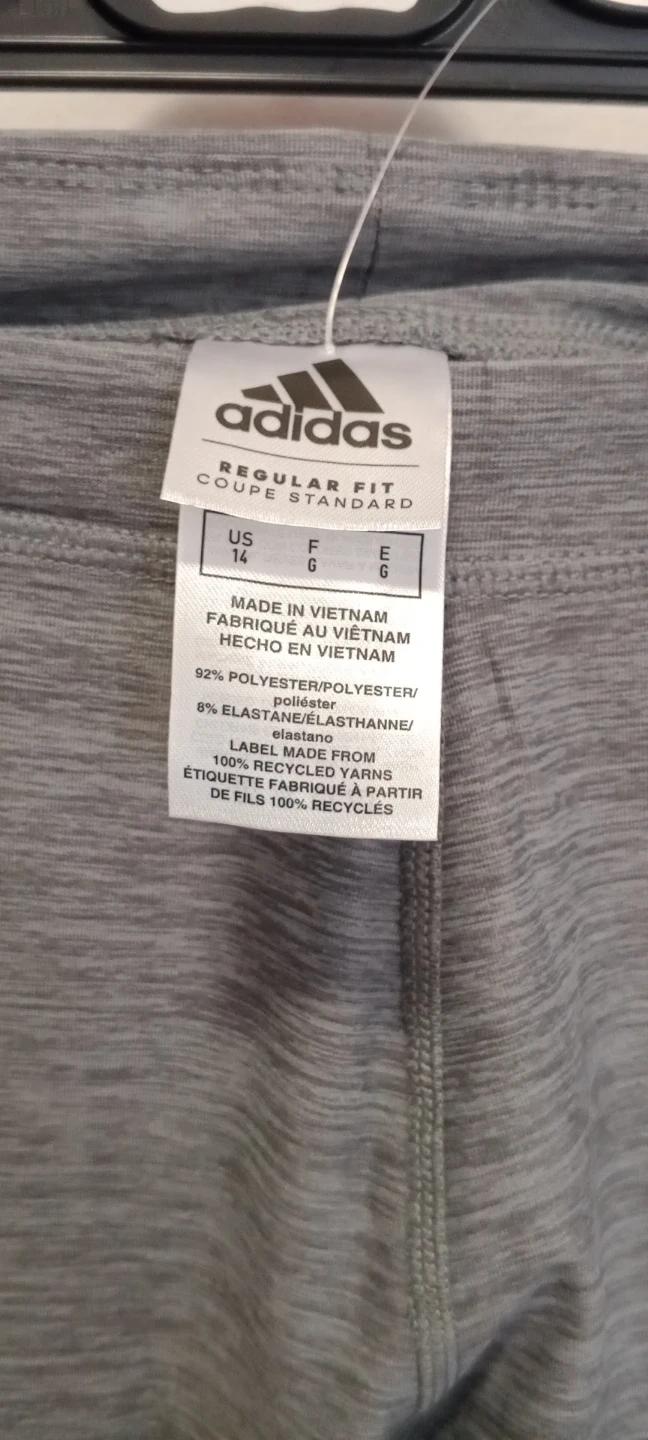 adidas
REGULAR FIT
COUPE STANDARD
US F E
14 G G
MADE IN VIETNAM
FABRIQUÉ AU VIÊTNAM
HECHO EN VIETNAM
92% POLYESTER/POLYESTER/
poliéster
8% ELASTANE/ÉLASTHANNE/
elastano
LABEL MADE FROM
100% RECYCLED YARNS
ÉTIQUETTE FABRIQUÉ À PARTIR
DE FILS 100% RECYCLÉS